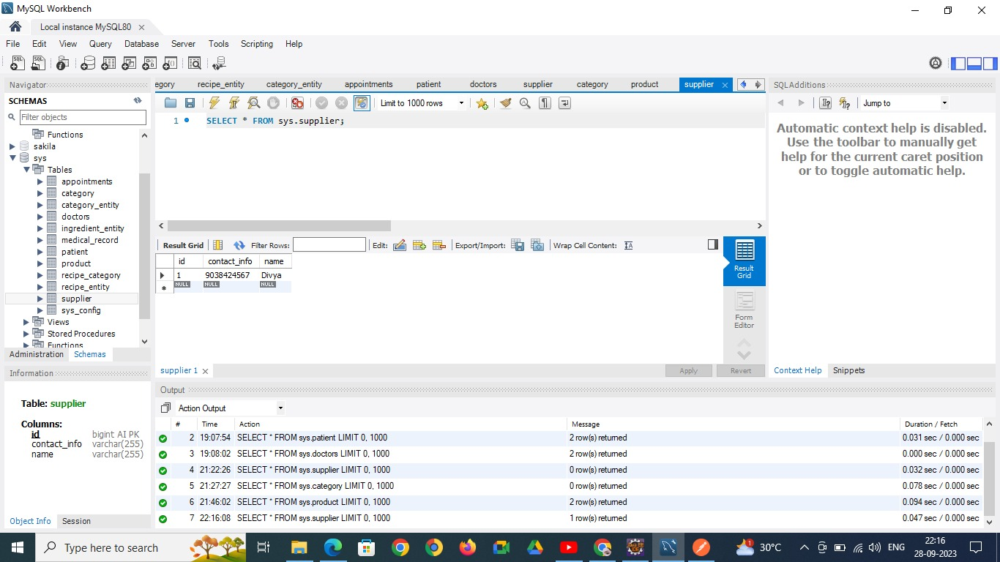 MySQL Workbench
Local instance MySQL80
File Edit View Query Database Server Tools Scripting Help
Navigator
SCHEMAS
Filter objects
Functions
sakila
sys
Tables
appointments
category
category_entity
doctors
ingredient_entity
medical_record
patient
product
recipe_category
recipe_entity
supplier
sys_config
Views
Stored Procedures
Functions
Administration Schemas
Information
Table: supplier
Columns:
id bigint AI PK
contact_info varchar(255)
name varchar(255)
Object Info Session
egory recipe_entity category_entity appointments patient doctors supplier category product supplier
Limit to 1000 rows
1 SELECT * FROM sys.supplier;
Result Grid Filter Rows: Edit: Export/Import: Wrap Cell Content:
id contact_info name
1 9038424567 Divya
NULL NULL NULL
Result Grid
Form Editor
supplier 1
Apply Revert
SQLAdditions
Jump to
Automatic context help is disabled.
Use the toolbar to manually get
help for the current caret position
or to toggle automatic help.
Context Help Snippets
Output
Action Output
# Time Action Message Duration / Fetch
2 19:07:54 SELECT * FROM sys.patient LIMIT 0, 1000 2 row(s) returned 0.031 sec / 0.000 sec
3 19:08:02 SELECT * FROM sys.doctors LIMIT 0, 1000 2 row(s) returned 0.000 sec / 0.000 sec
4 21:22:26 SELECT * FROM sys.supplier LIMIT 0, 1000 0 row(s) returned 0.032 sec / 0.000 sec
5 21:27:27 SELECT * FROM sys.category LIMIT 0, 1000 0 row(s) returned 0.078 sec / 0.000 sec
6 21:46:02 SELECT * FROM sys.product LIMIT 0, 1000 2 row(s) returned 0.094 sec / 0.000 sec
7 22:16:08 SELECT * FROM sys.supplier LIMIT 0, 1000 1 row(s) returned 0.047 sec / 0.000 sec
Type here to search
1 30°C
ENG
22:16
28-09-2023